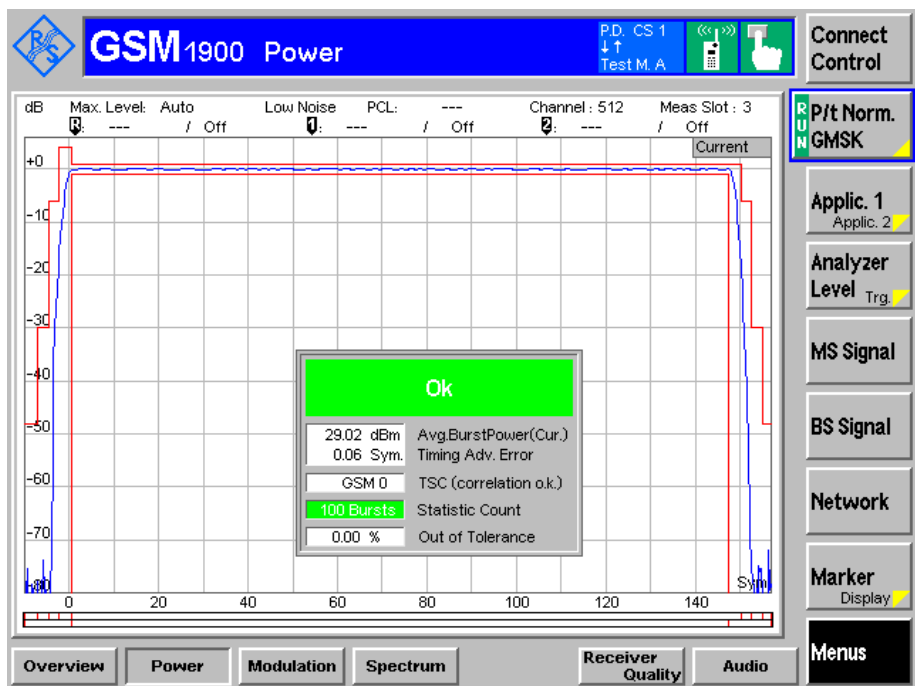 R&S
GSM 1900 Power
P.D. CS 1
Test M. A
Connect Control
dB Max. Level: Auto Low Noise PCL: --- Channel : 512 Meas Slot : 3
R: --- / Off 1: --- / Off 2: --- / Off
Current
RUN
P/t Norm.
GMSK
+0
-10
-20
-30
-40
-50
-60
-70
-80
Applic. 1
Applic. 2
Analyzer
Level Trg.
MS Signal
BS Signal
Network
Marker
Display
Menus
Ok
29.02 dBm Avg.BurstPower(Cur.)
0.06 Sym. Timing Adv. Error
GSM 0 TSC (correlation o.k.)
100 Bursts Statistic Count
0.00 % Out of Tolerance
Sym
0 20 40 60 80 100 120 140
Overview Power Modulation Spectrum Receiver Quality Audio